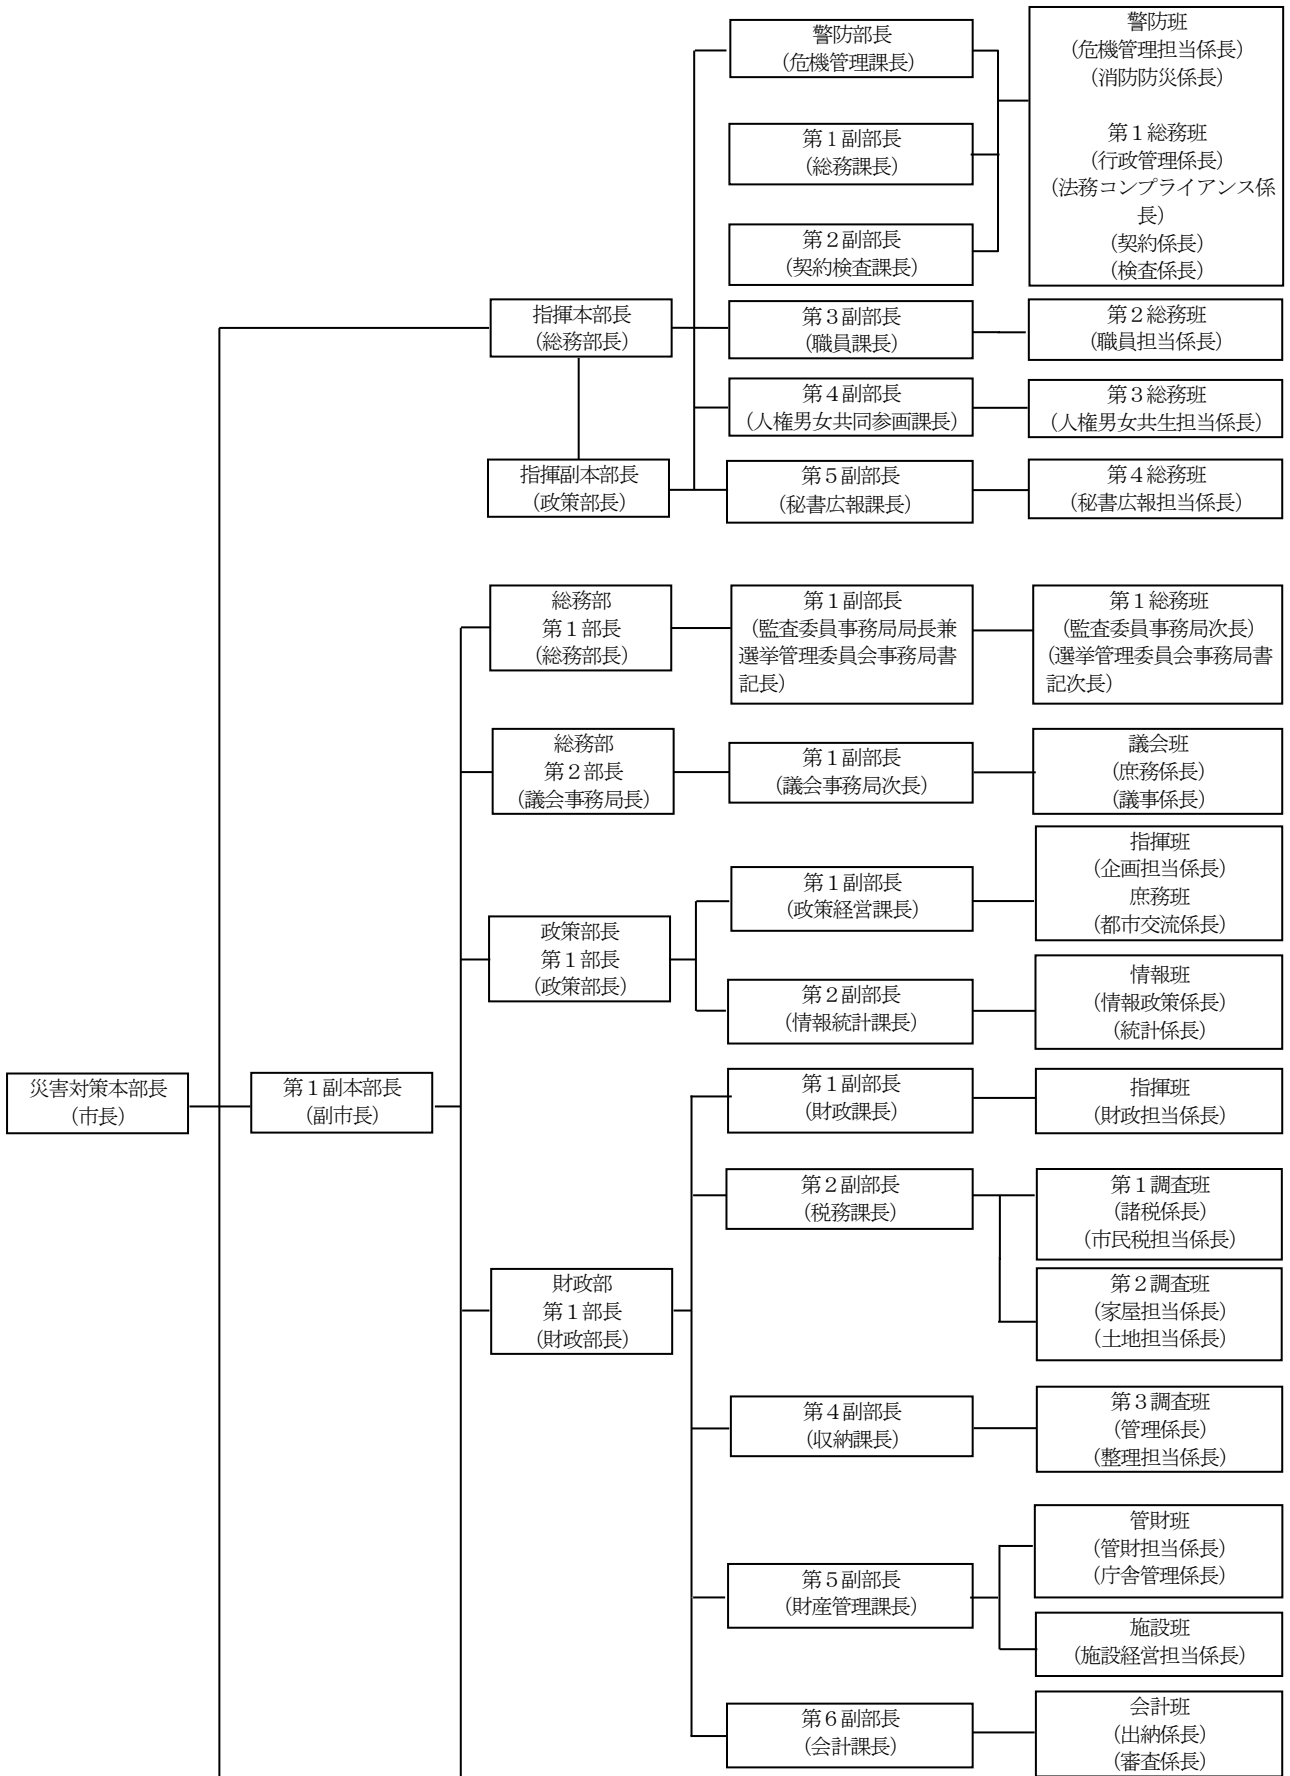 警防部長
(危機管理課長)
第１副部長
(総務課長)
第２副部長
(契約検査課長)
警防班
(危機管理担当係長)
(消防防災係長)
第１総務班
(行政管理係長)
(法務コンプライアンス係
長)
(契約係長)
(検査係長)
指揮本部長
(総務部長)
第３副部長
(職員課長)
第２総務班
(職員担当係長)
第４副部長
(人権男女共同参画課長)
第３総務班
(人権男女共生担当係長)
指揮副本部長
(政策部長)
第５副部長
(秘書広報課長)
第４総務班
(秘書広報担当係長)
総務部
第１部長
(総務部長)
第１副部長
(監査委員事務局局長兼
選挙管理委員会事務局書
記長)
第１総務班
(監査委員事務局次長)
(選挙管理委員会事務局書
記次長)
総務部
第２部長
(議会事務局長)
第１副部長
(議会事務局次長)
議会班
(庶務係長)
(議事係長)
政策部長
第１部長
(政策部長)
第１副部長
(政策経営課長)
指揮班
(企画担当係長)
庶務班
(都市交流係長)
第２副部長
(情報統計課長)
情報班
(情報政策係長)
(統計係長)
災害対策本部長
(市長)
第１副本部長
(副市長)
財政部
第１部長
(財政部長)
第１副部長
(財政課長)
指揮班
(財政担当係長)
第２副部長
(税務課長)
第１調査班
(諸税係長)
(市民税担当係長)
第２調査班
(家屋担当係長)
(土地担当係長)
第４副部長
(収納課長)
第３調査班
(管理係長)
(整理担当係長)
第５副部長
(財産管理課長)
管財班
(管財担当係長)
(庁舎管理係長)
施設班
(施設経営担当係長)
第６副部長
(会計課長)
会計班
(出納係長)
(審査係長)